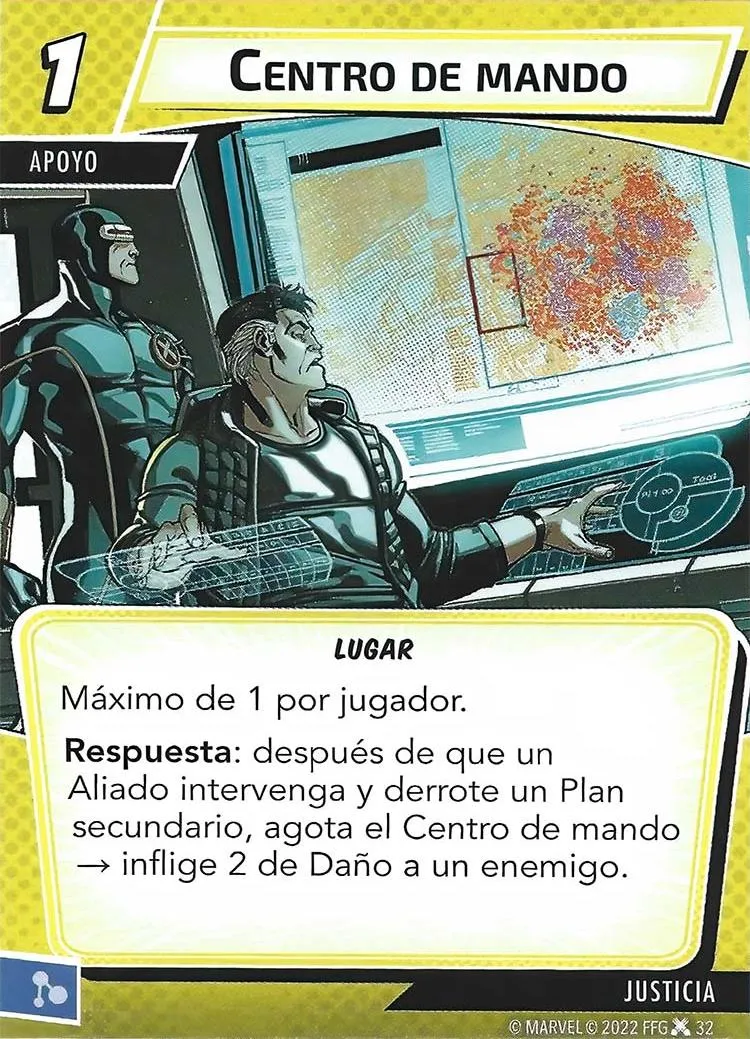 1
CENTRO DE MANDO
APOYO
LUGAR
Máximo de 1 por jugador.
Respuesta: después de que un
Aliado intervenga y derrote un Plan
secundario, agota el Centro de mando
→ inflige 2 de Daño a un enemigo.
JUSTICIA
© MARVEL © 2022 FFG 32